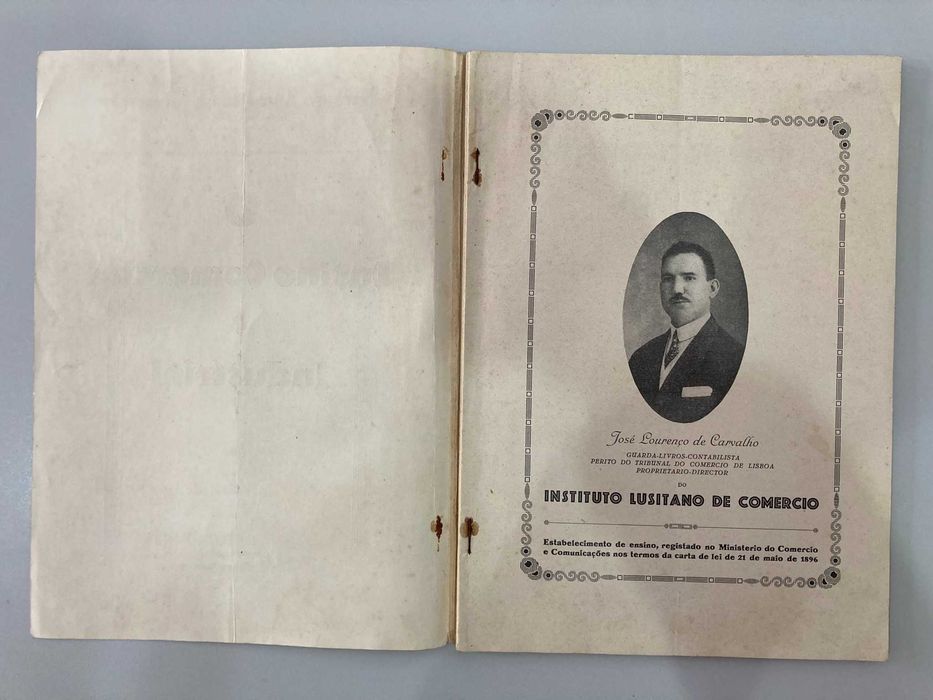 José Lourenço de Carvalho
GUARDA-LIVROS-CONTABILISTA
PERITO DO TRIBUNAL DO COMERCIO DE LISBOA
PROPRIETARIO-DIRECTOR
DO
INSTITUTO LUSITANO DE COMERCIO
Estabelecimento de ensino, registado no Ministerio do Comercio
e Comunicações nos termos da carta de lei de 21 de maio de 1896